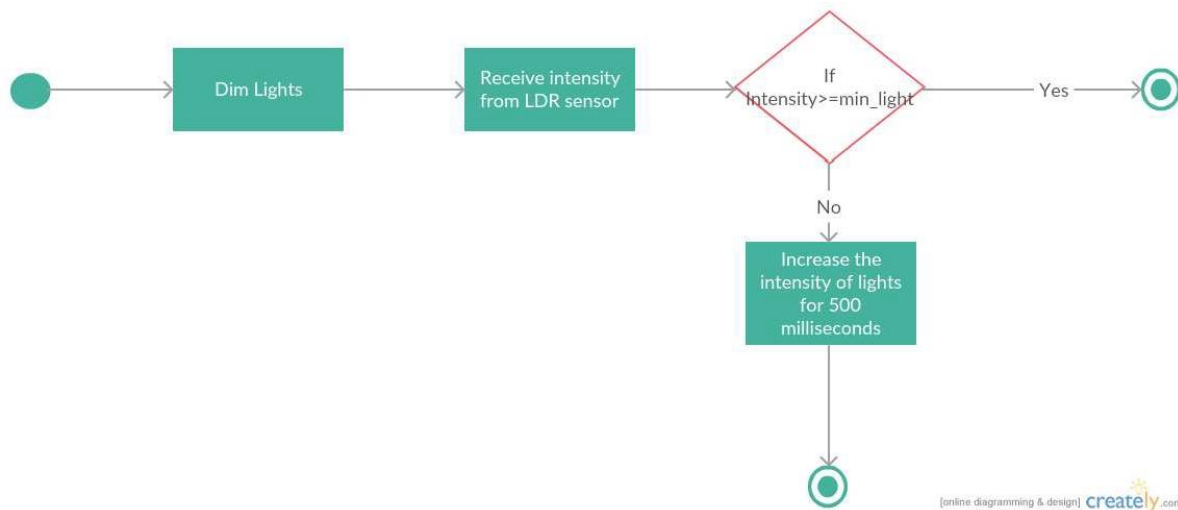 Dim Lights
Receive intensity
from LDR sensor
If
Intensity>=min_light
Yes
No
Increase the
intensity of lights
for 500
milliseconds
[online diagramming & design] creately.com